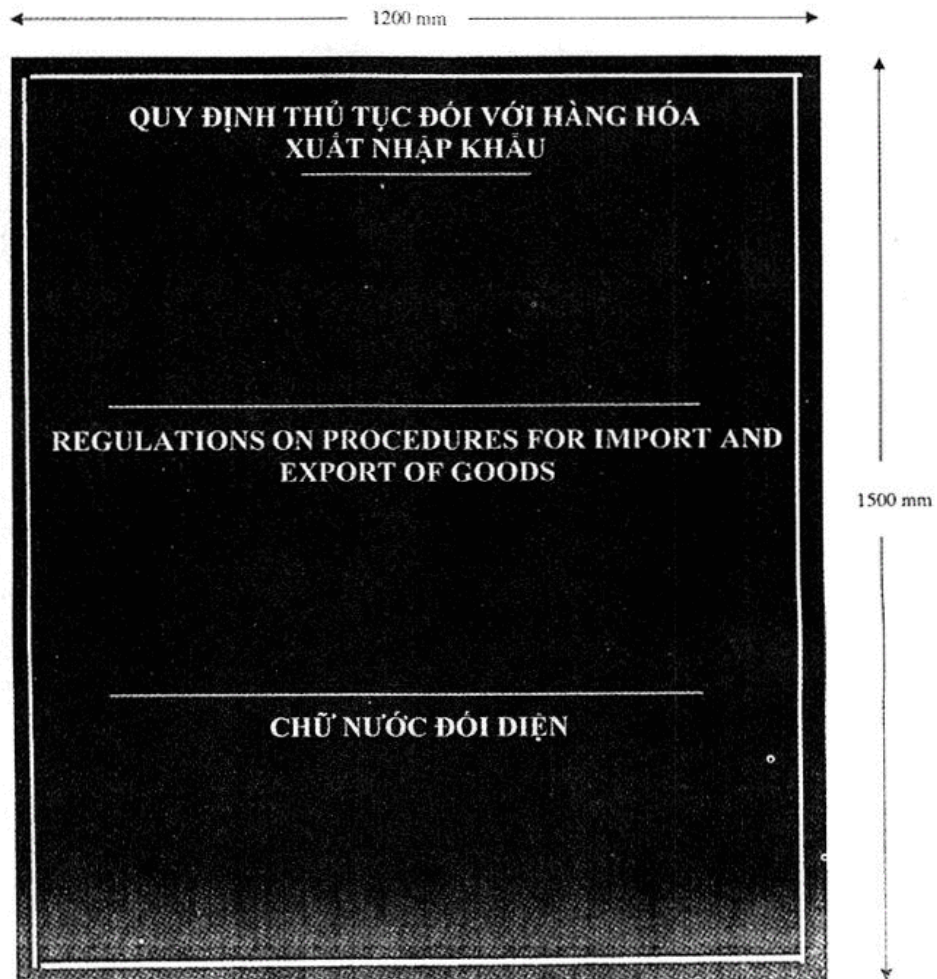 1200 mm
QUY ĐỊNH THỦ TỤC ĐỐI VỚI HÀNG HÓA
XUẤT NHẬP KHẨU
REGULATIONS ON PROCEDURES FOR IMPORT AND
EXPORT OF GOODS
1500 mm
CHỮ NƯỚC ĐỐI DIỆN